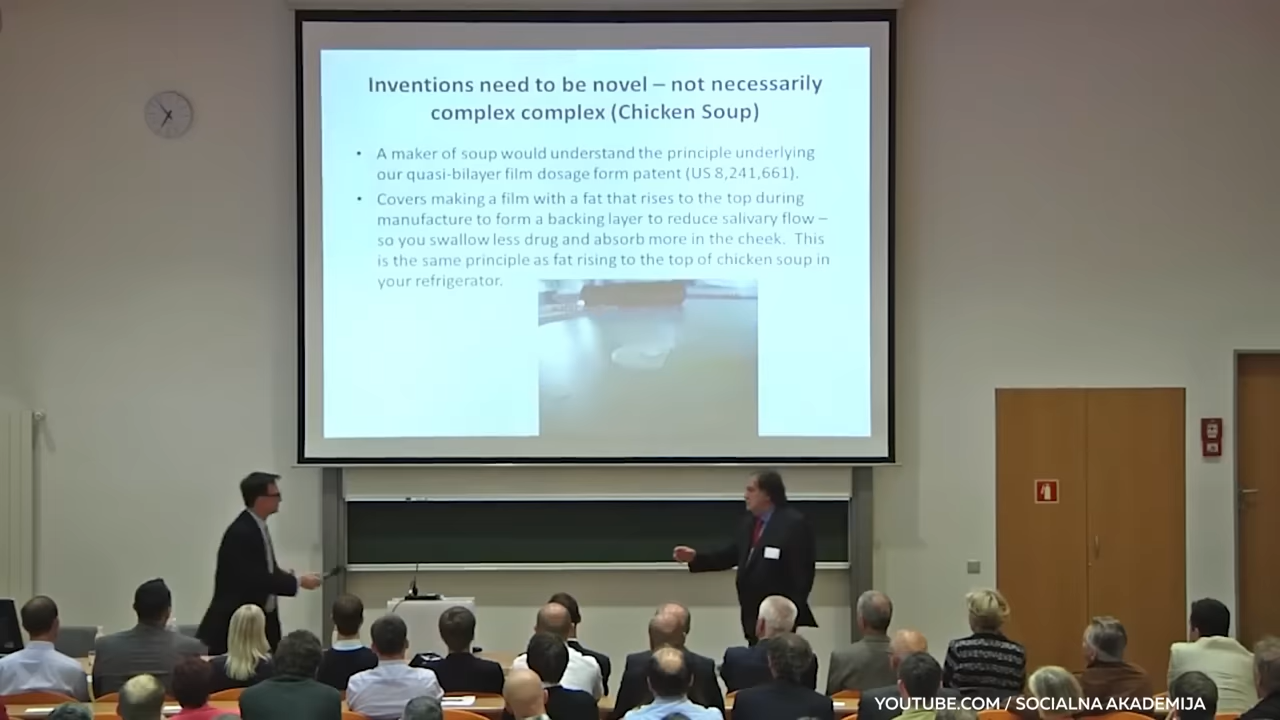 Inventions need to be novel – not necessarily
complex complex (Chicken Soup)
• A maker of soup would understand the principle underlying
our quasi-bilayer film dosage form patent (US 8,241,661).
• Covers making a film with a fat that rises to the top during
manufacture to form a backing layer to reduce salivary flow –
so you swallow less drug and absorb more in the cheek. This
is the same principle as fat rising to the top of chicken soup in
your refrigerator.
YOUTUBE.COM / SOCIALNA AKADEMIJA